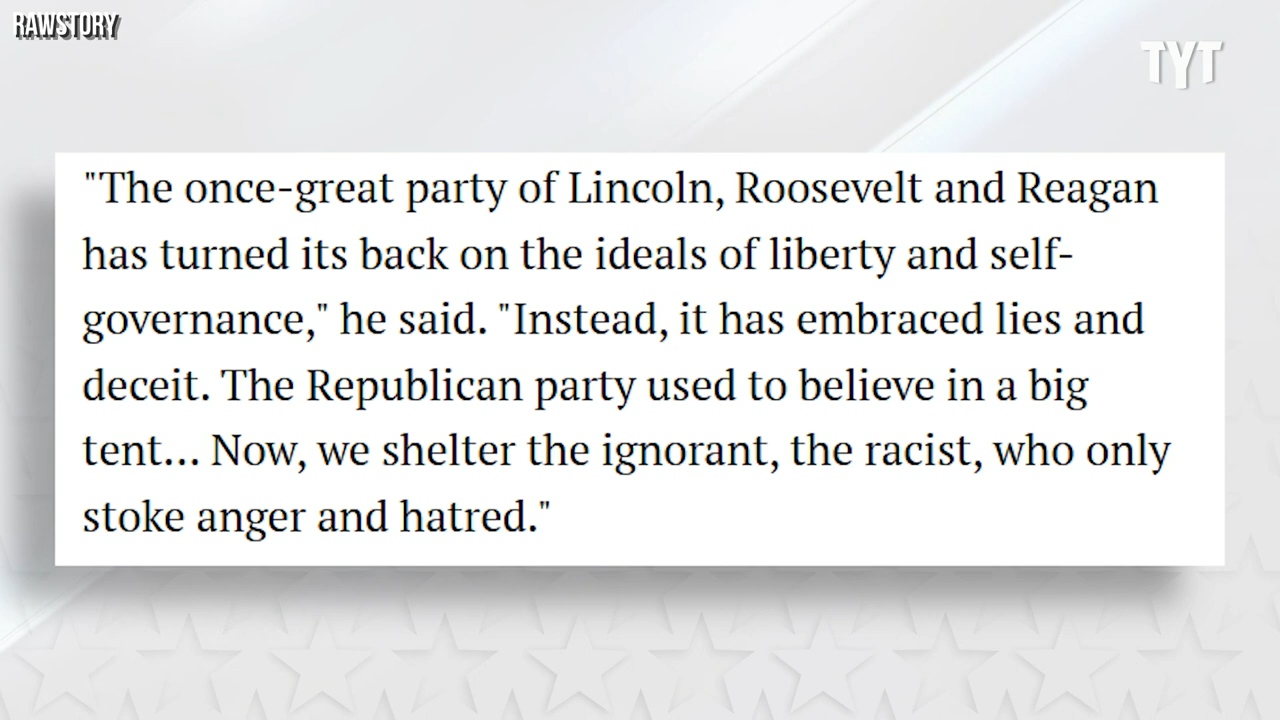 RAWSTORY
TYT
"The once-great party of Lincoln, Roosevelt and Reagan
has turned its back on the ideals of liberty and self-
governance," he said. "Instead, it has embraced lies and
deceit. The Republican party used to believe in a big
tent... Now, we shelter the ignorant, the racist, who only
stoke anger and hatred."